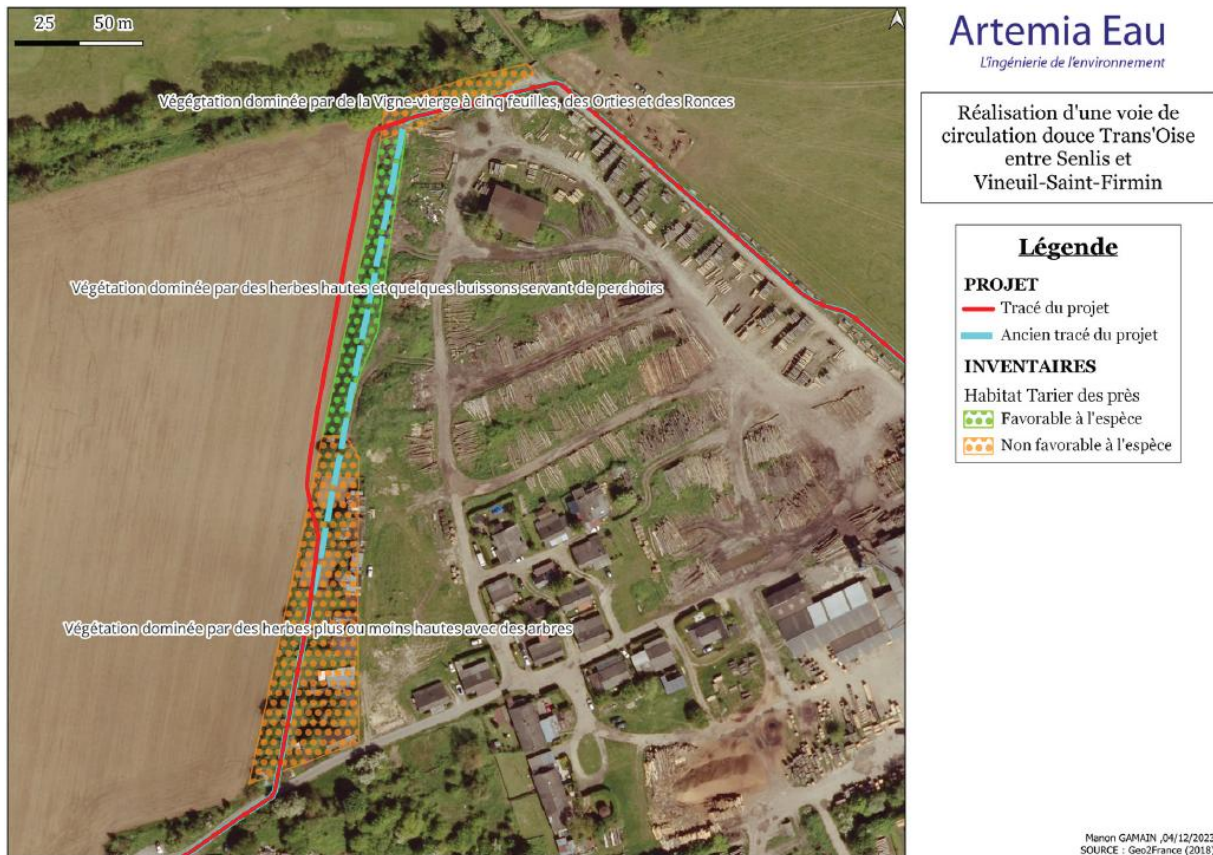 25 50 m
Artemia Eau
L'ingénierie de l'environnement
Réalisation d'une voie de
circulation douce Trans'Oise
entre Senlis et
Vineuil-Saint-Firmin
Végégtation dominée par de la Vigne-vierge à cinq feuilles, des Orties et des Ronces
Végétation dominée par des herbes hautes et quelques buissons servant de perchoirs
Végétation dominée par des herbes plus ou moins hautes avec des arbres
Légende
PROJET
Tracé du projet
Ancien tracé du projet
INVENTAIRES
Habitat Tarier des près
Favorable à l'espèce
Non favorable à l'espèce
Manon GAMAIN ,04/12/2023
SOURCE : Geo2France (2018)